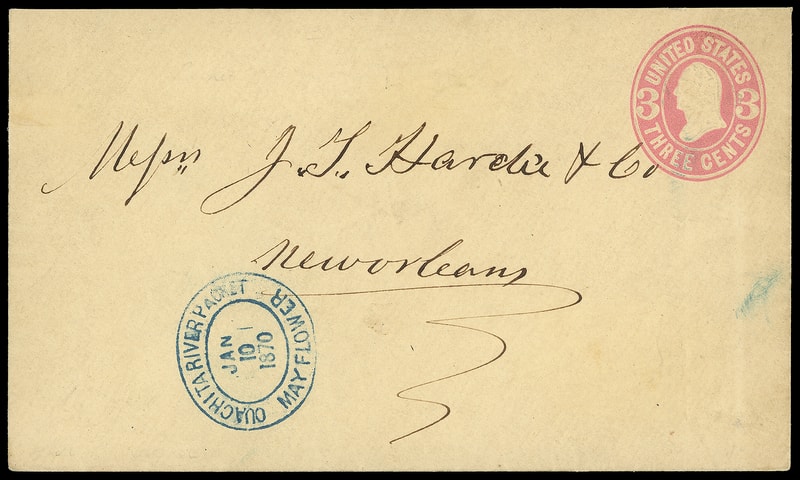 UNITED STATES
3 3
THREE CENTS
Messrs J. T. Hardie & Co
New Orleans
OUACHITA RIVER PACKET
MAY FLOWER
JAN
10
1870